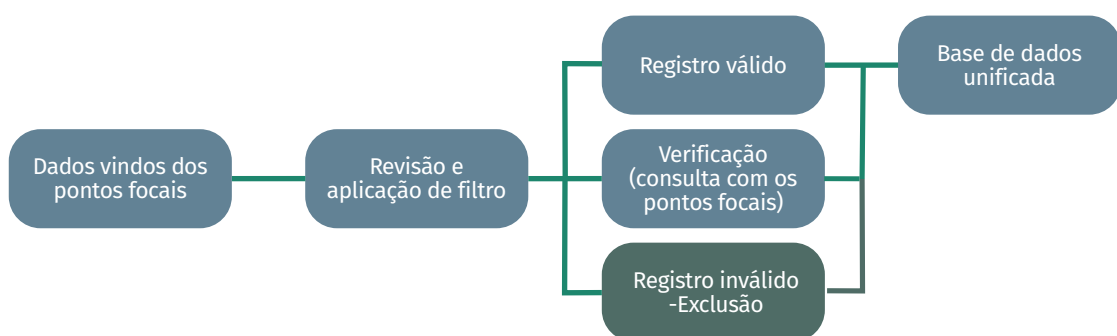 Dados vindos dos
pontos focais
Revisão e
aplicação de filtro
Registro válido
Verificação
(consulta com os
pontos focais)
Registro inválido
-Exclusão
Base de dados
unificada